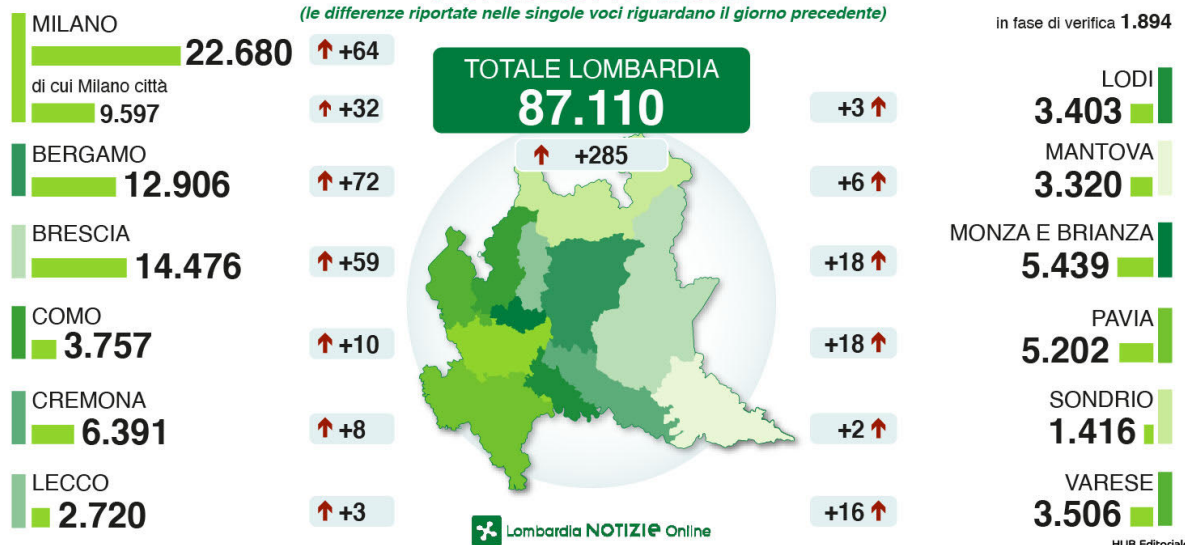 (le differenze riportate nelle singole voci riguardano il giorno precedente)
in fase di verifica 1.894
TOTALE LOMBARDIA
87.110
+285
MILANO
22.680
+64
di cui Milano città
9.597
+32
BERGAMO
12.906
+72
BRESCIA
14.476
+59
COMO
3.757
+10
CREMONA
6.391
+8
LECCO
2.720
+3
LODI
+3
3.403
MANTOVA
+6
3.320
MONZA E BRIANZA
+18
5.439
PAVIA
+18
5.202
SONDRIO
+2
1.416
VARESE
+16
3.506
Lombardia NOTIZIE Online
HUB Editoriale